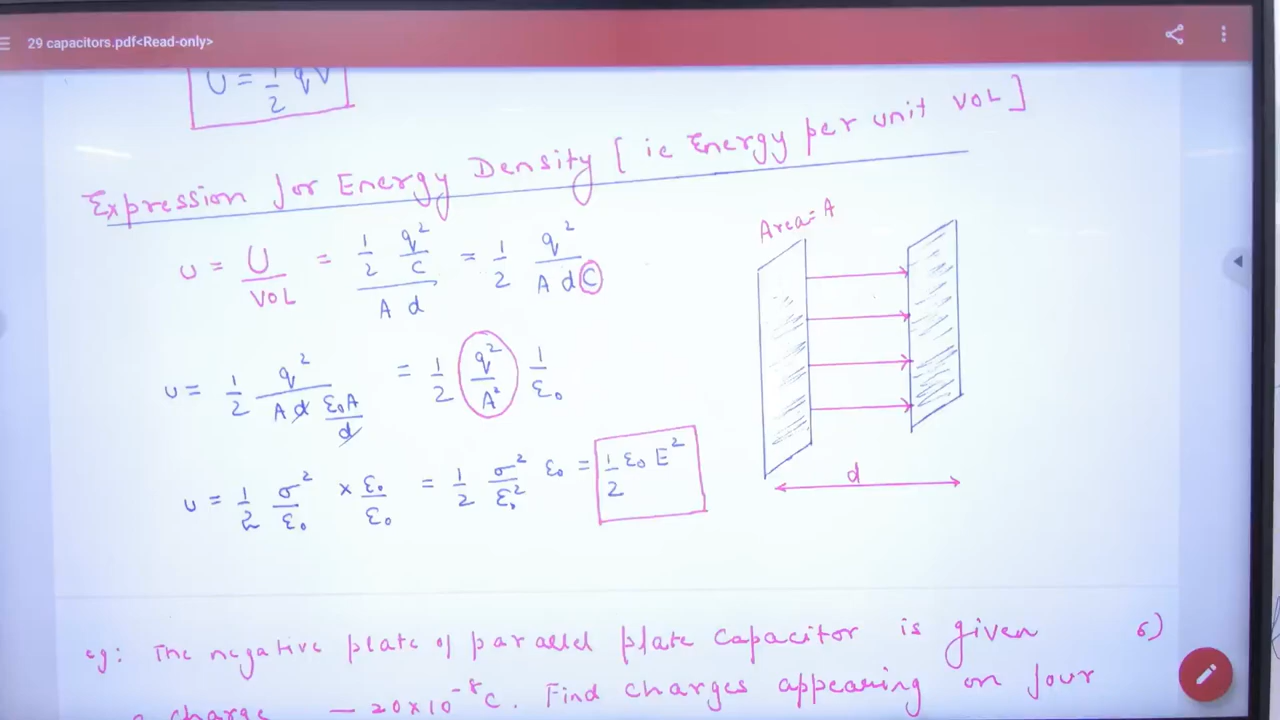 29 capacitors.pdf<Read-only>
U = 1/2 qV
Expression for Energy Density [ ie Energy per unit VOL ]
Area = A
u = U/VOL = (1/2 q²/C)/(A d) = 1/2 q²/(A d C)
u = 1/2 q²/(A d ε₀A/d) = 1/2 q²/A² 1/ε₀
u = 1/2 σ²/ε₀ × ε₀/ε₀ = 1/2 σ²/ε₀² ε₀ = 1/2 ε₀ E²
d
eg: The negative plate of parallel plate capacitor is given 6)
a charge – 20×10⁻⁸C. Find charges appearing on four